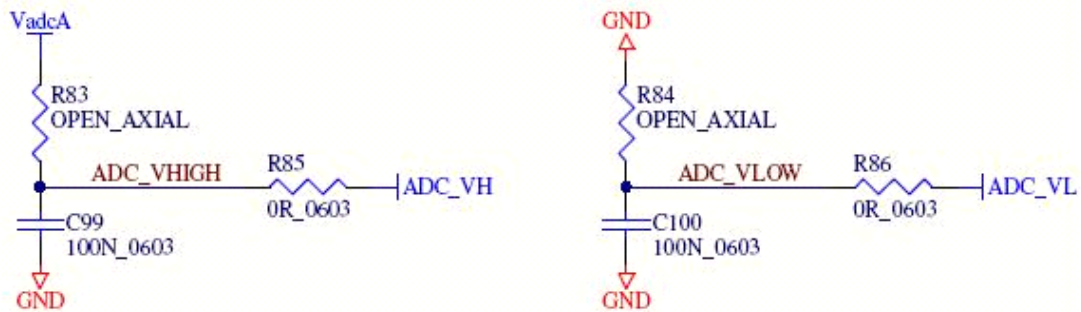 VadcA
R83
OPEN_AXIAL
ADC_VHIGH
R85
0R_0603
ADC_VH
C99
100N_0603
GND
GND
R84
OPEN_AXIAL
ADC_VLOW
R86
0R_0603
ADC_VL
C100
100N_0603
GND